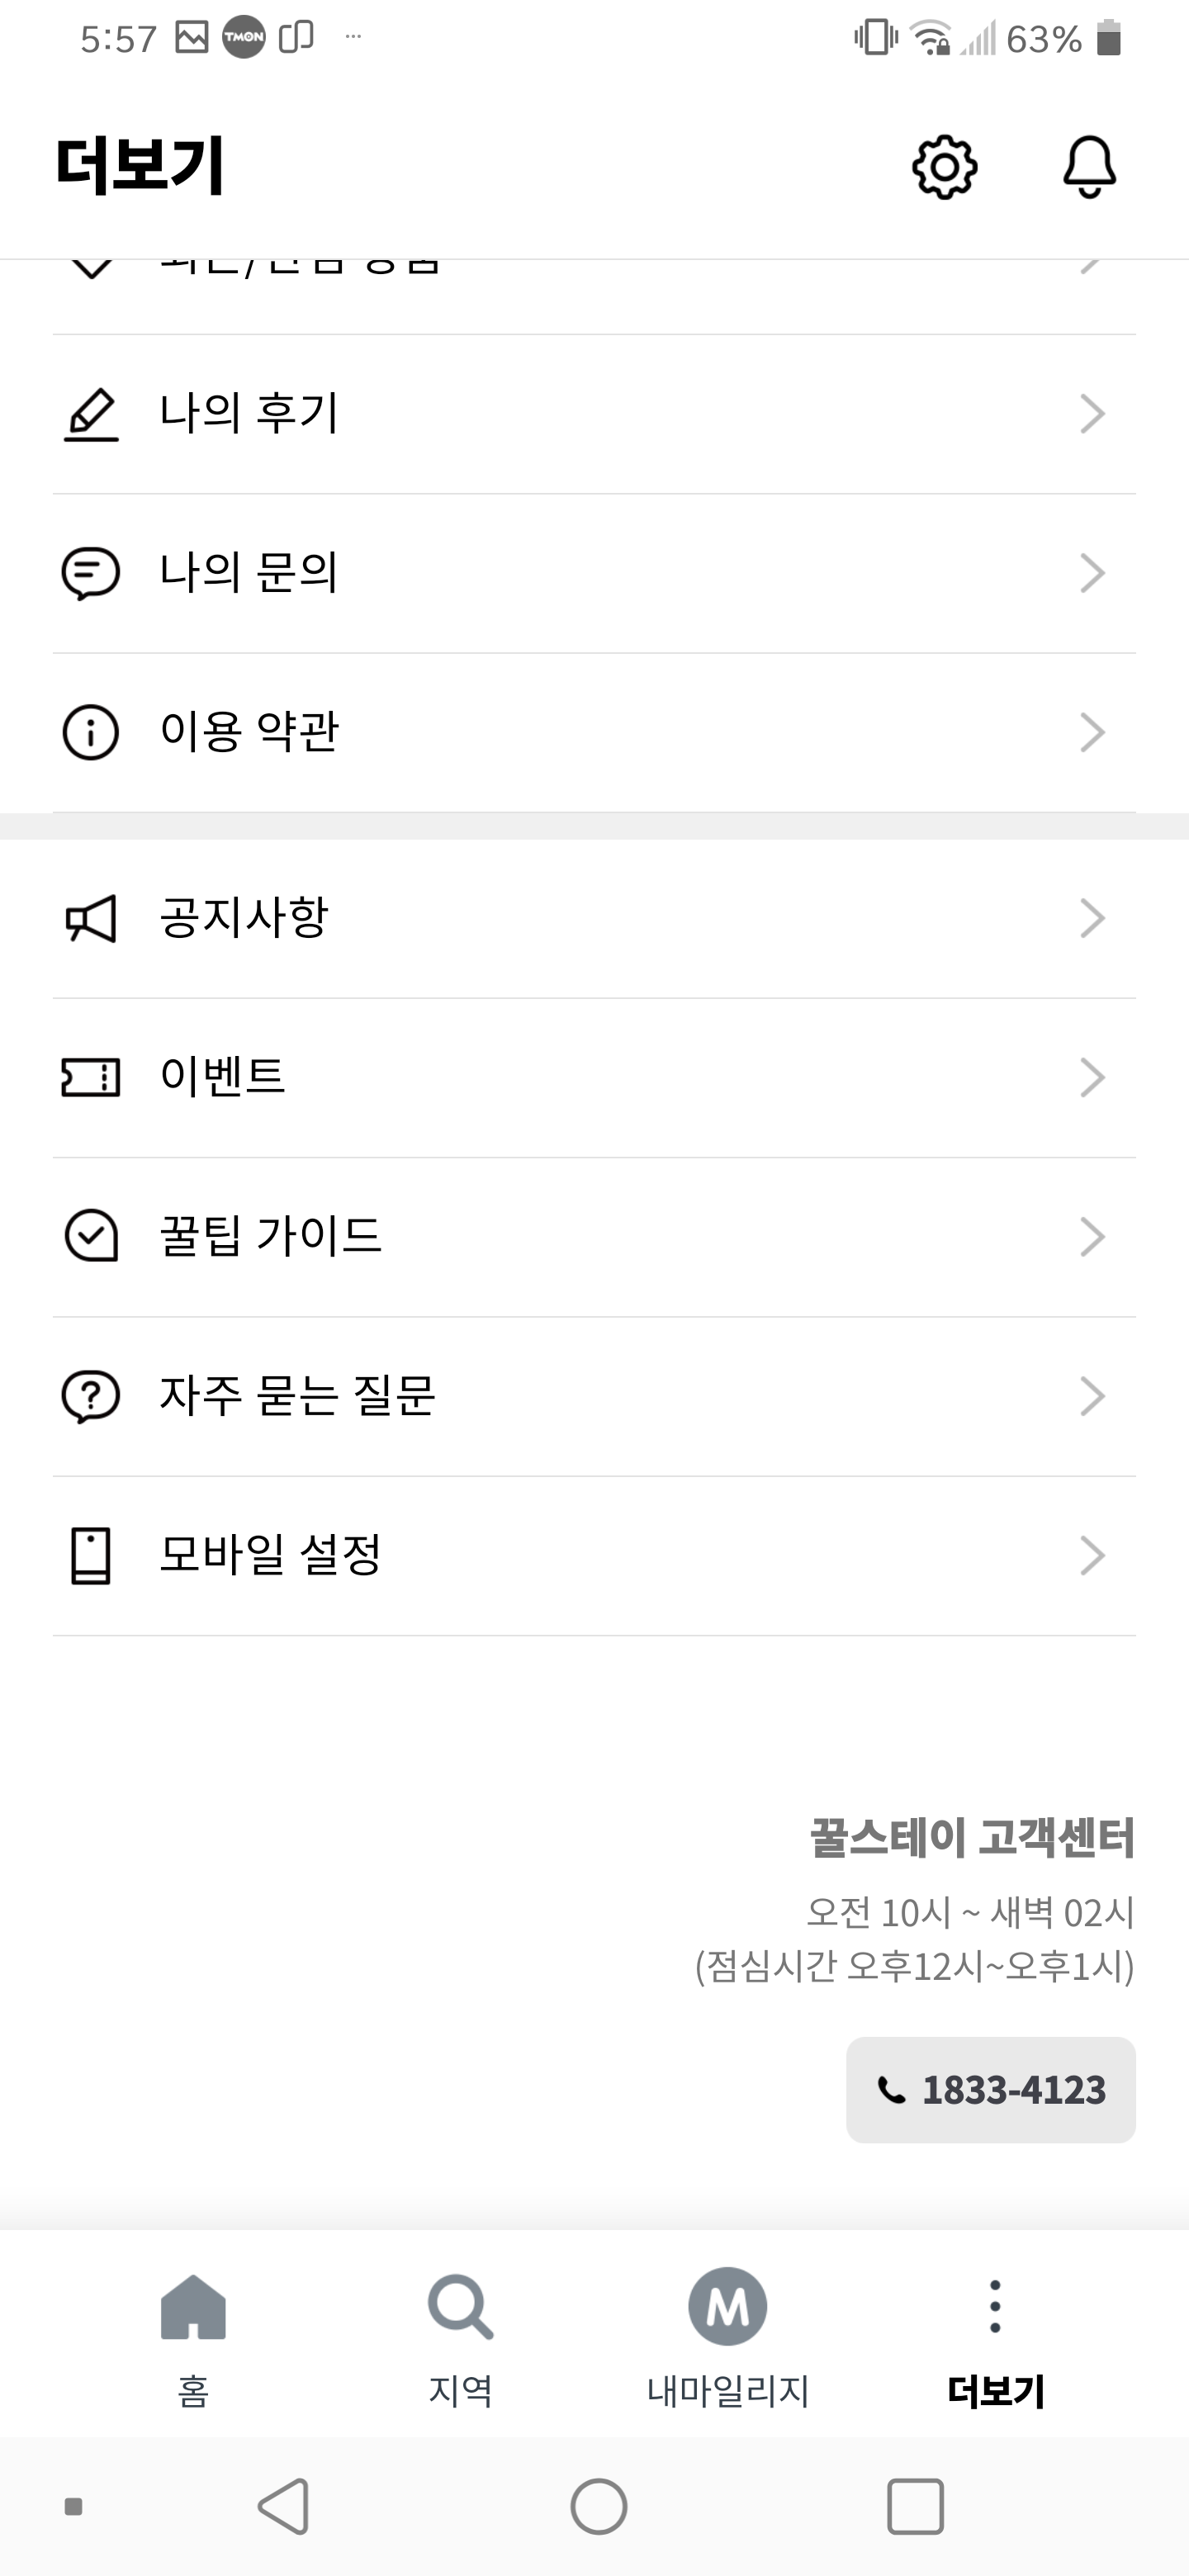 5:57 TMON ... 63%
더보기
나의 후기
나의 문의
이용 약관
공지사항
이벤트
꿀팁 가이드
자주 묻는 질문
모바일 설정
꿀스테이 고객센터
오전 10시 ~ 새벽 02시
(점심시간 오후12시~오후1시)
1833-4123
홈 지역 M 내마일리지 더보기